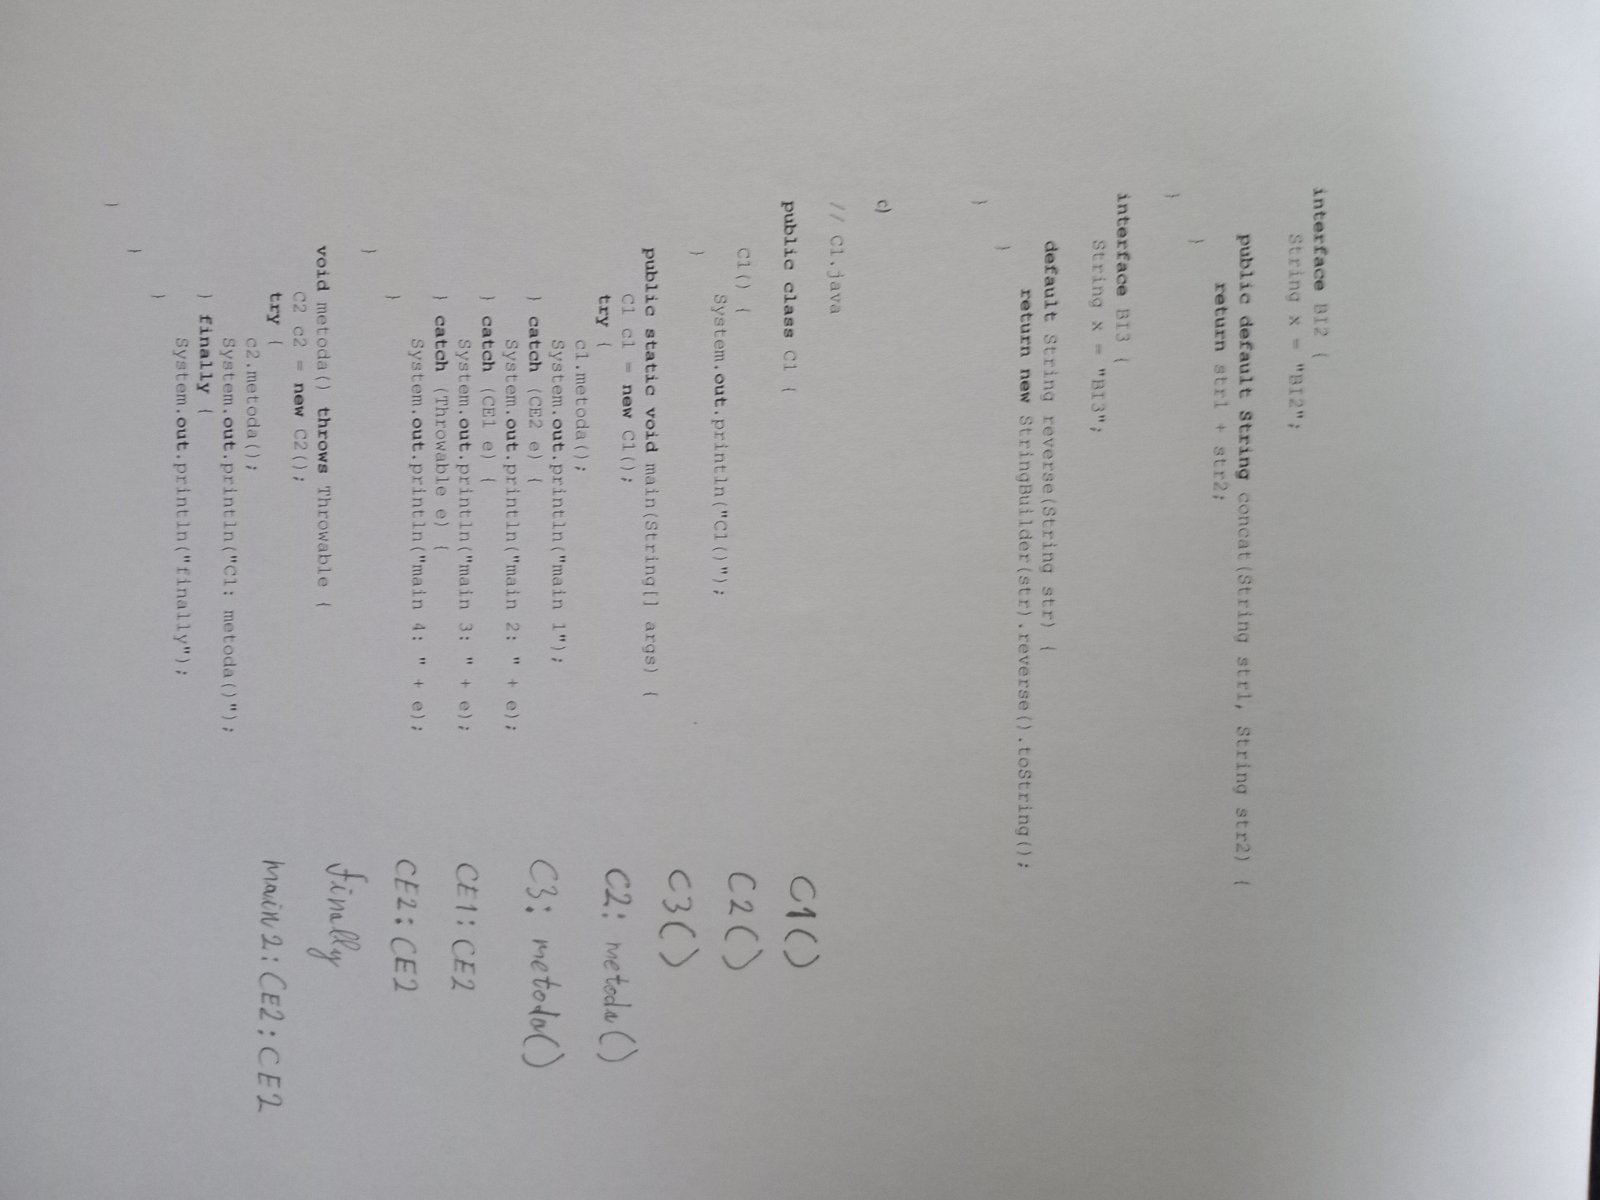 interface BI2 {
    String x = "BI2";

    public default String concat(String str1, String str2) {
        return str1 + str2;
    }
}

interface BI3 {
    String x = "BI3";

    default String reverse(String str) {
        return new StringBuilder(str).reverse().toString();
    }
}

c)

// C1.java

public class C1 {

    C1() {
        System.out.println("C1()");
    }

    public static void main(String[] args) {
        C1 c1 = new C1();
        try {
            c1.metoda();
            System.out.println("main 1");
        } catch (CE2 e) {
            System.out.println("main 2: " + e);
        } catch (CE1 e) {
            System.out.println("main 3: " + e);
        } catch (Throwable e) {
            System.out.println("main 4: " + e);
        }
    }

    void metoda() throws Throwable {
        C2 c2 = new C2();
        try {
            c2.metoda();
            System.out.println("C1: metoda()");
        } finally {
            System.out.println("finally");
        }
    }
}

C1()
C2()
C3()
C2: metoda()
C3: metoda()
CE1: CE2
CE2: CE2
finally
main 2: CE2: CE2